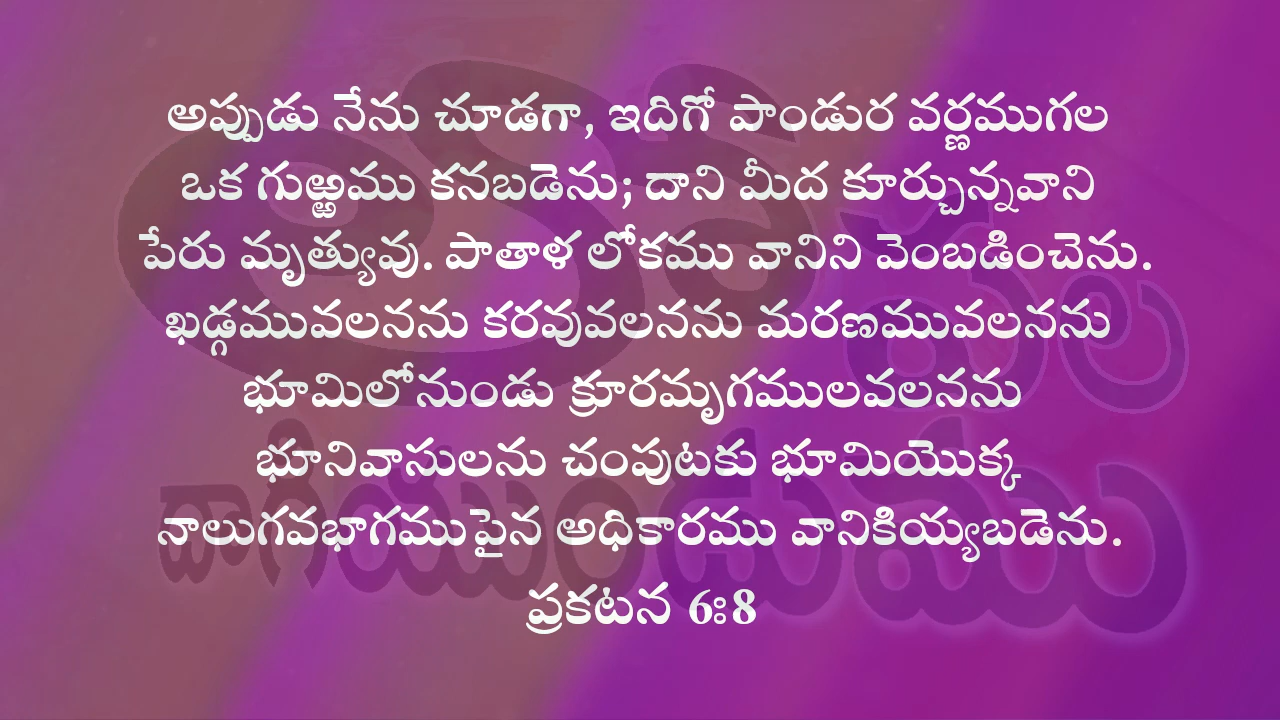 అప్పుడు నేను చూడగా, ఇదిగో పాండుర వర్ణముగల
ఒక గుఱ్ఱము కనబడెను; దాని మీద కూర్చున్నవాని
పేరు మృత్యువు. పాతాళ లోకము వానిని వెంబడించెను.
ఖడ్గమువలనను కరవువలనను మరణమువలనను
భూమిలోనుండు క్రూరమృగములవలనను
భూనివాసులను చంపుటకు భూమియొక్క
నాలుగవభాగముపైన అధికారము వానికియ్యబడెను.
ప్రకటన 6ః8